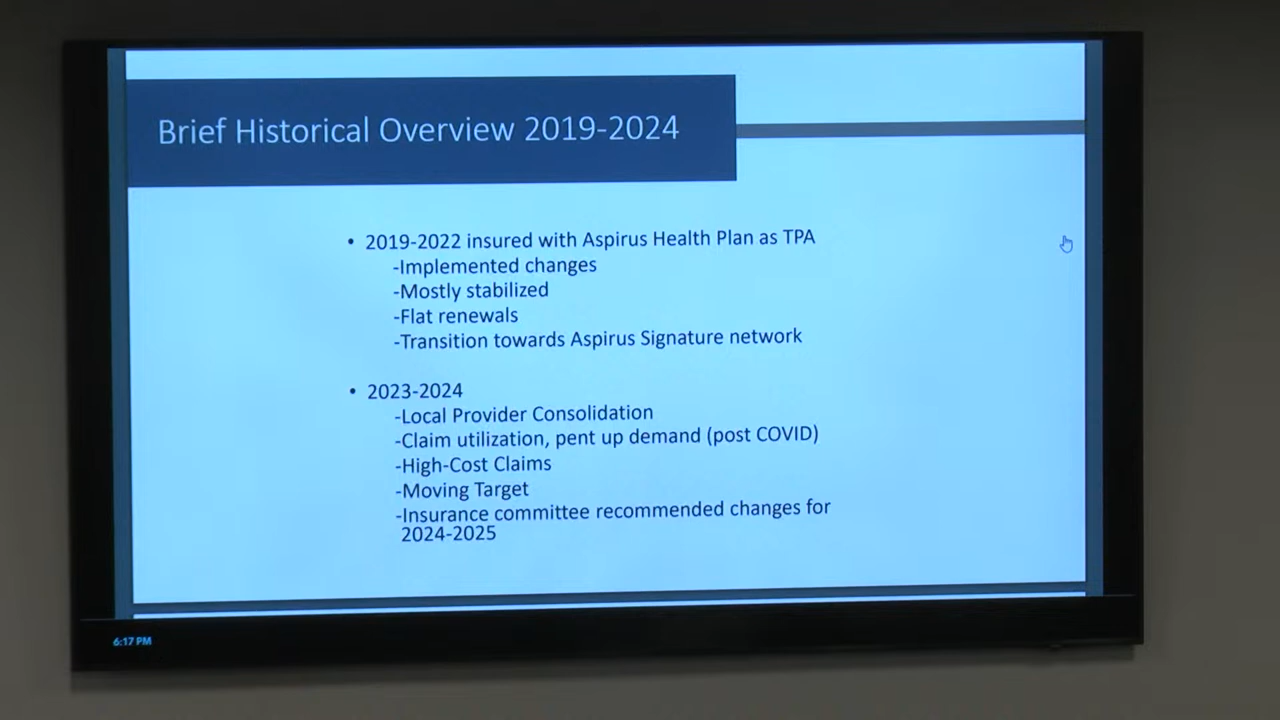 Brief Historical Overview 2019-2024
• 2019-2022 insured with Aspirus Health Plan as TPA
-Implemented changes
-Mostly stabilized
-Flat renewals
-Transition towards Aspirus Signature network
• 2023-2024
-Local Provider Consolidation
-Claim utilization, pent up demand (post COVID)
-High-Cost Claims
-Moving Target
-Insurance committee recommended changes for
2024-2025
6:17 PM